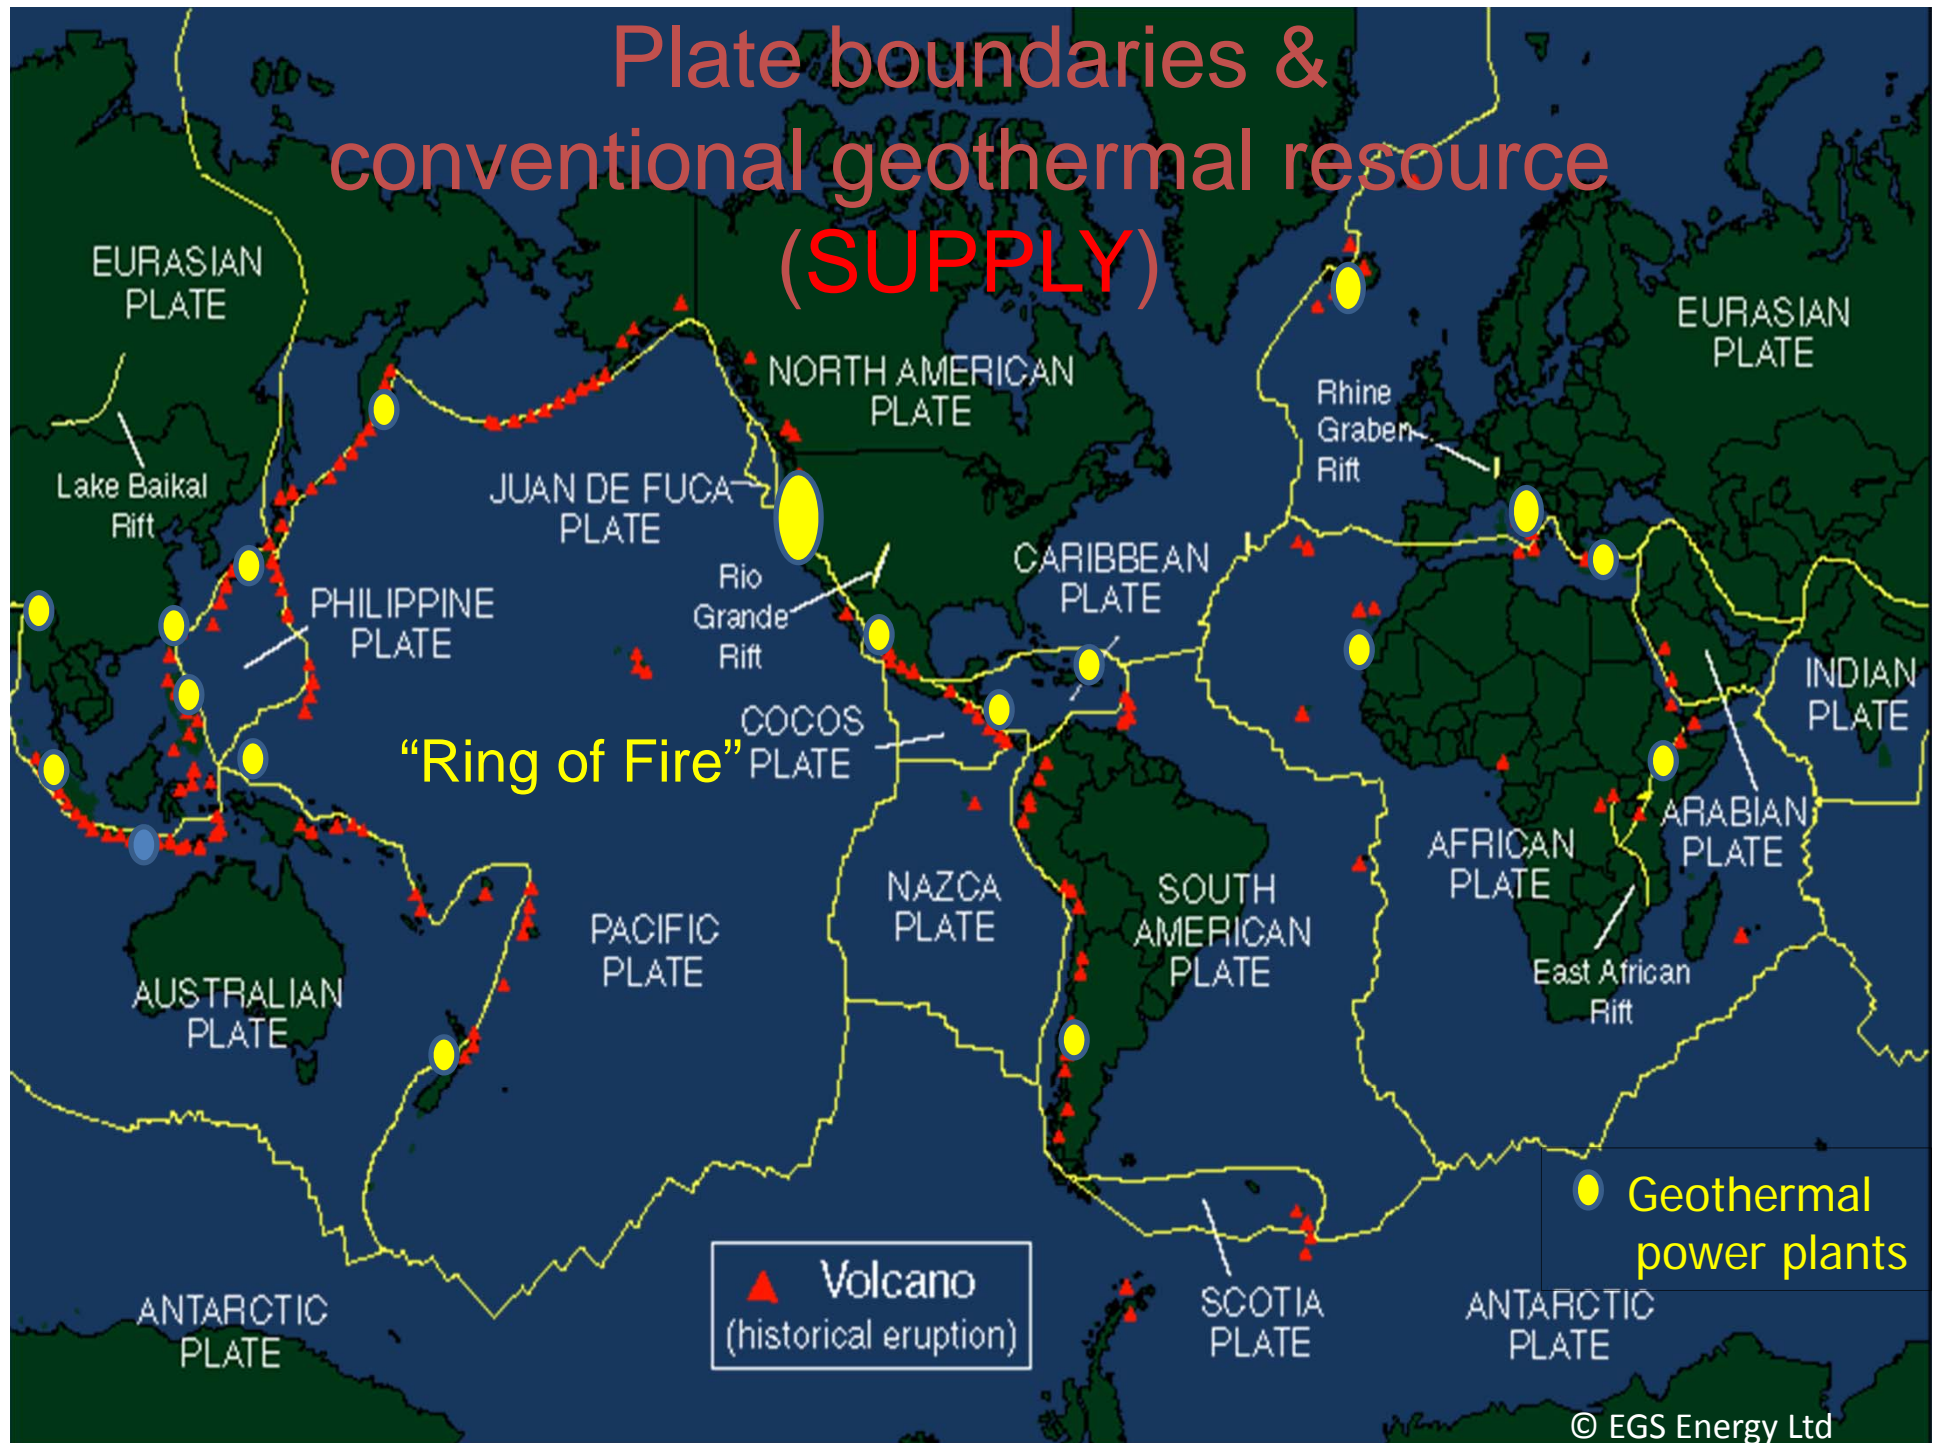 Plate boundaries &
conventional geothermal resource
(SUPPLY)
EURASIAN
PLATE
EURASIAN
PLATE
NORTH AMERICAN
PLATE
Rhine
Graben
Rift
Lake Baikal
Rift
JUAN DE FUCA
PLATE
CARIBBEAN
PLATE
Rio
Grande
Rift
PHILIPPINE
PLATE
INDIAN
PLATE
COCOS
PLATE
“Ring of Fire”
ARABIAN
PLATE
AFRICAN
PLATE
NAZCA
PLATE
SOUTH
AMERICAN
PLATE
PACIFIC
PLATE
East African
Rift
AUSTRALIAN
PLATE
Geothermal
power plants
Volcano
(historical eruption)
SCOTIA
PLATE
ANTARCTIC
PLATE
ANTARCTIC
PLATE
© EGS Energy Ltd